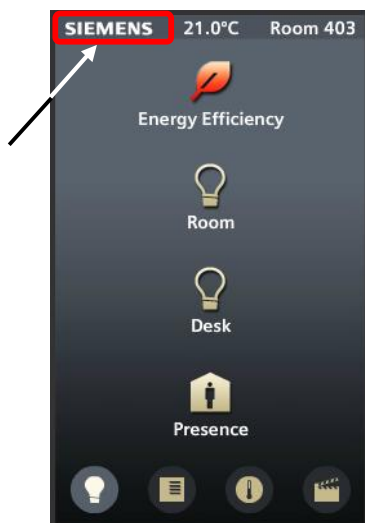 SIEMENS 21.0°C Room 403
Energy Efficiency
Room
Desk
Presence